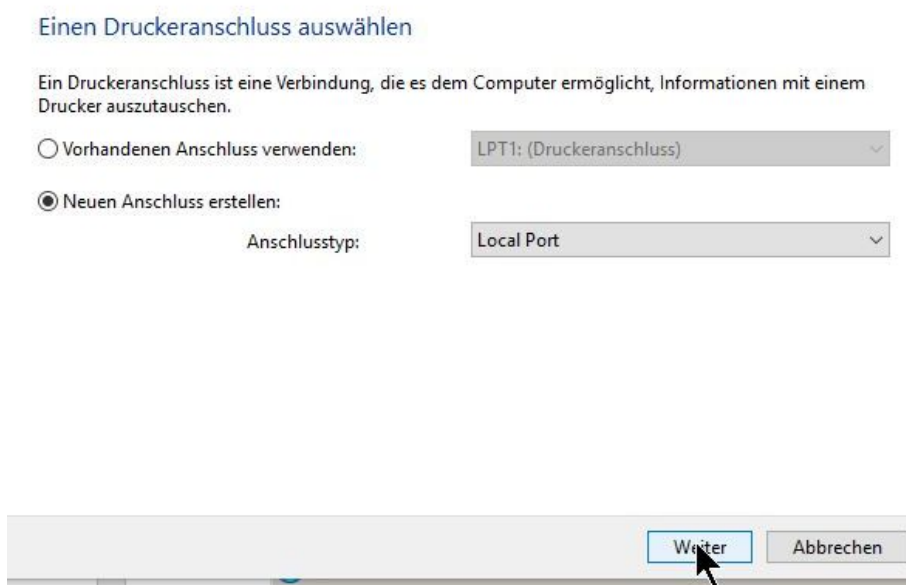 Einen Druckeranschluss auswählen
Ein Druckeranschluss ist eine Verbindung, die es dem Computer ermöglicht, Informationen mit einem
Drucker auszutauschen.
Vorhandenen Anschluss verwenden: LPT1: (Druckeranschluss)
Neuen Anschluss erstellen:
Anschlusstyp: Local Port
Weiter Abbrechen